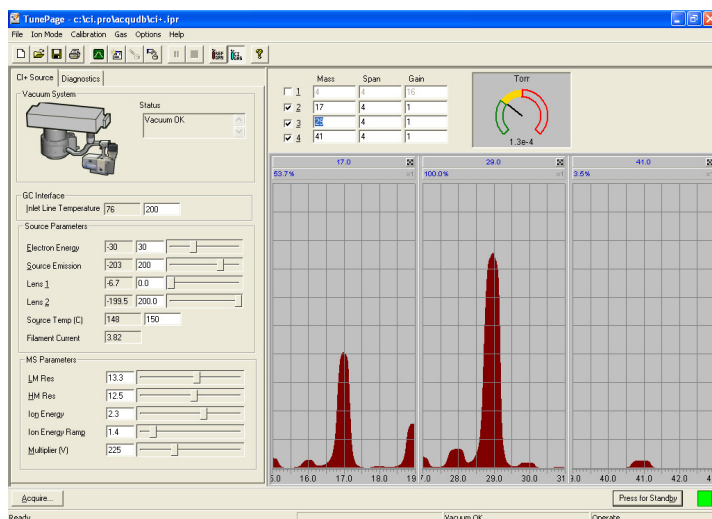 TunePage - c:\ci.pro\acqudb\ci+.ipr
File Ion Mode Calibration Gas Options Help
CI+ Source Diagnostics
Vacuum System
Status
Vacuum OK
GC Interface
Inlet Line Temperature 76 200
Source Parameters
Electron Energy -30 30
Source Emission -203 200
Lens 1 -6.7 0.0
Lens 2 -199.5 200.0
Source Temp (C) 148 150
Filament Current 3.82
MS Parameters
LM Res 13.3
HM Res 12.5
Ion Energy 2.3
Ion Energy Ramp 1.4
Multiplier (V) 225
Mass Span Gain
1 4 4 16
2 17 4 1
3 29 4 1
4 41 4 1
Torr
1.3e-4
17.0 29.0 41.0
53.7% x1 100.0% x1 3.5% x1
5.0 16.0 17.0 18.0 19 7.0 28.0 29.0 30.0 31 9.0 40.0 41.0 42.0 4
Acquire... Press for Standby
Ready Vacuum OK Operate